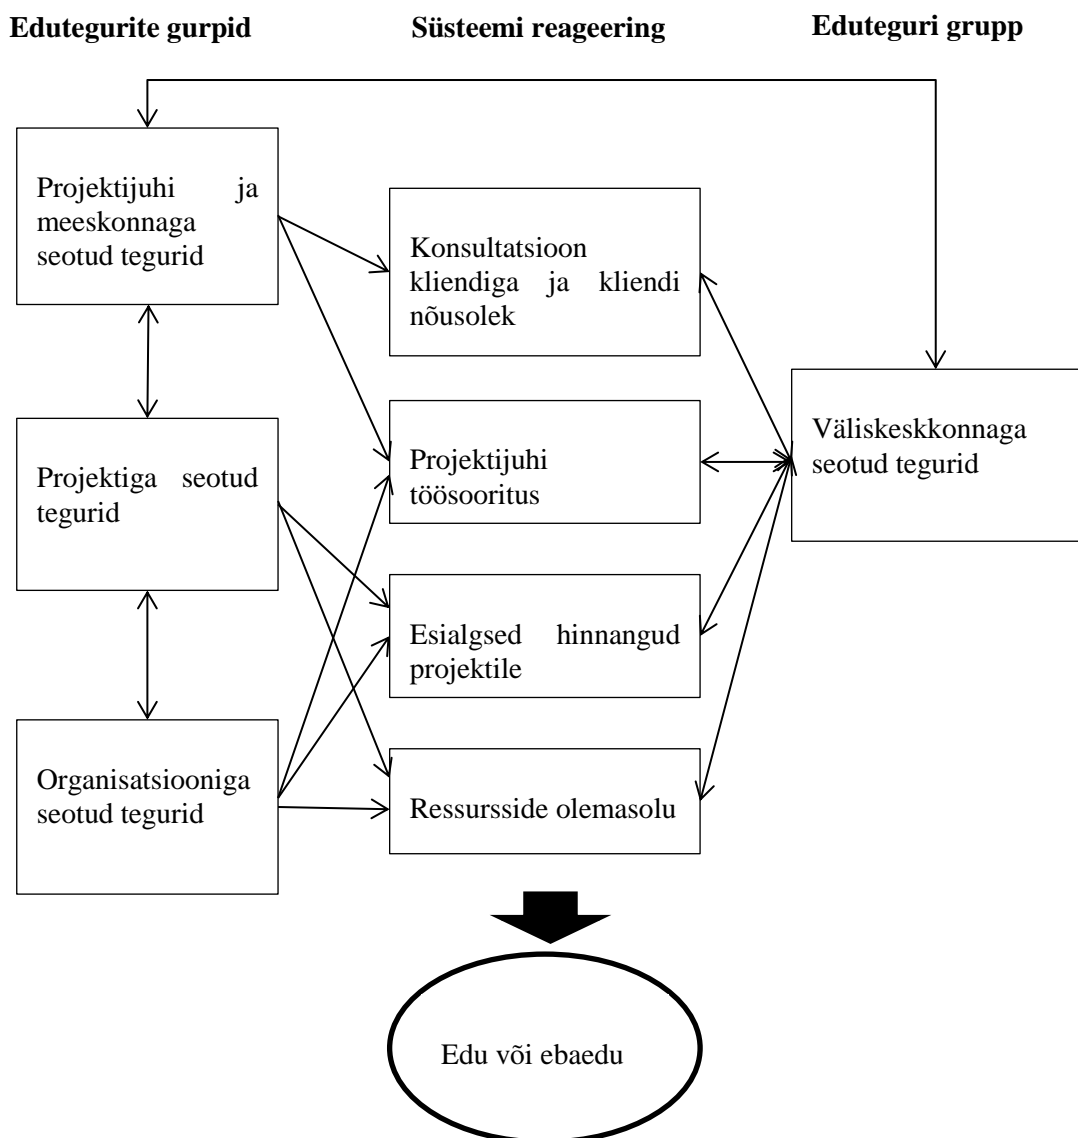 Edutegurite gurpid
Süsteemi reageering
Eduteguri grupp
Projektijuhi ja
meeskonnaga
seotud tegurid
Konsultatsioon
kliendiga ja kliendi
nõusolek
Väliskeskkonnaga
seotud tegurid
Projektiga seotud
tegurid
Projektijuhi
töösooritus
Esialgsed hinnangud
projektile
Organisatsiooniga
seotud tegurid
Ressursside olemasolu
Edu või ebaedu